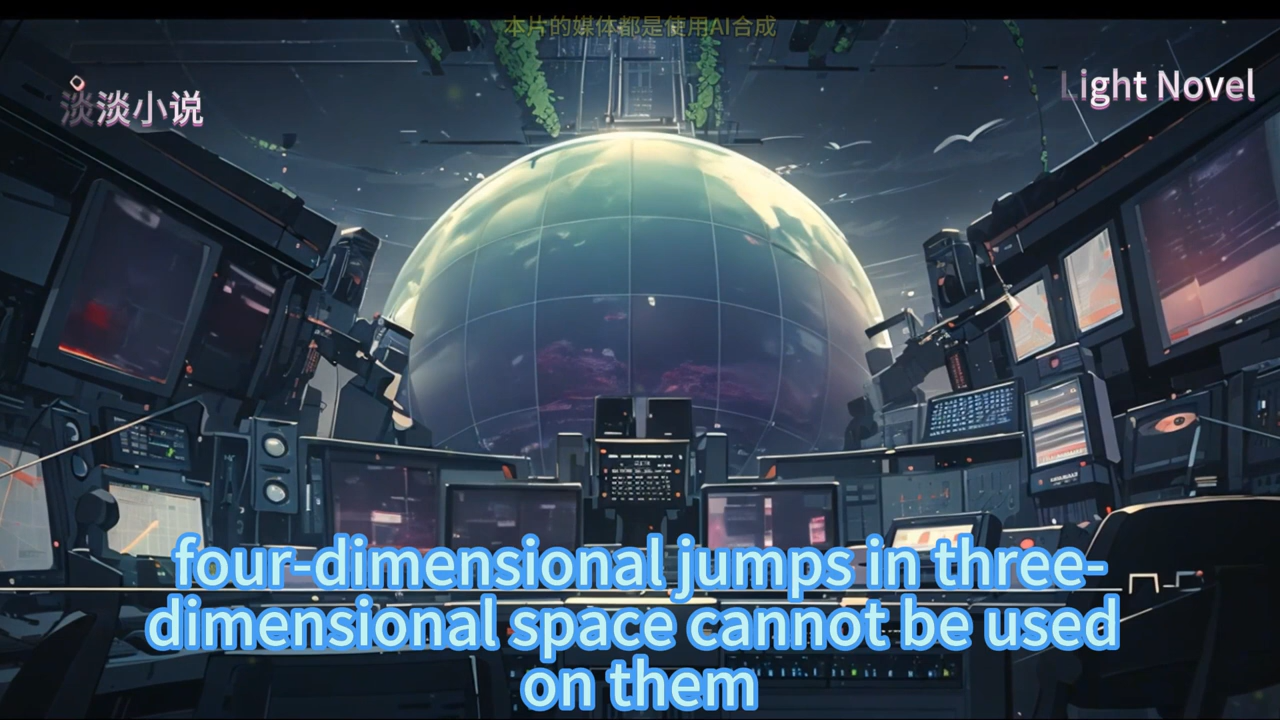 本片的媒体都是使用AI合成
淡淡小说
Light Novel
four-dimensional jumps in three-
dimensional space cannot be used
on them